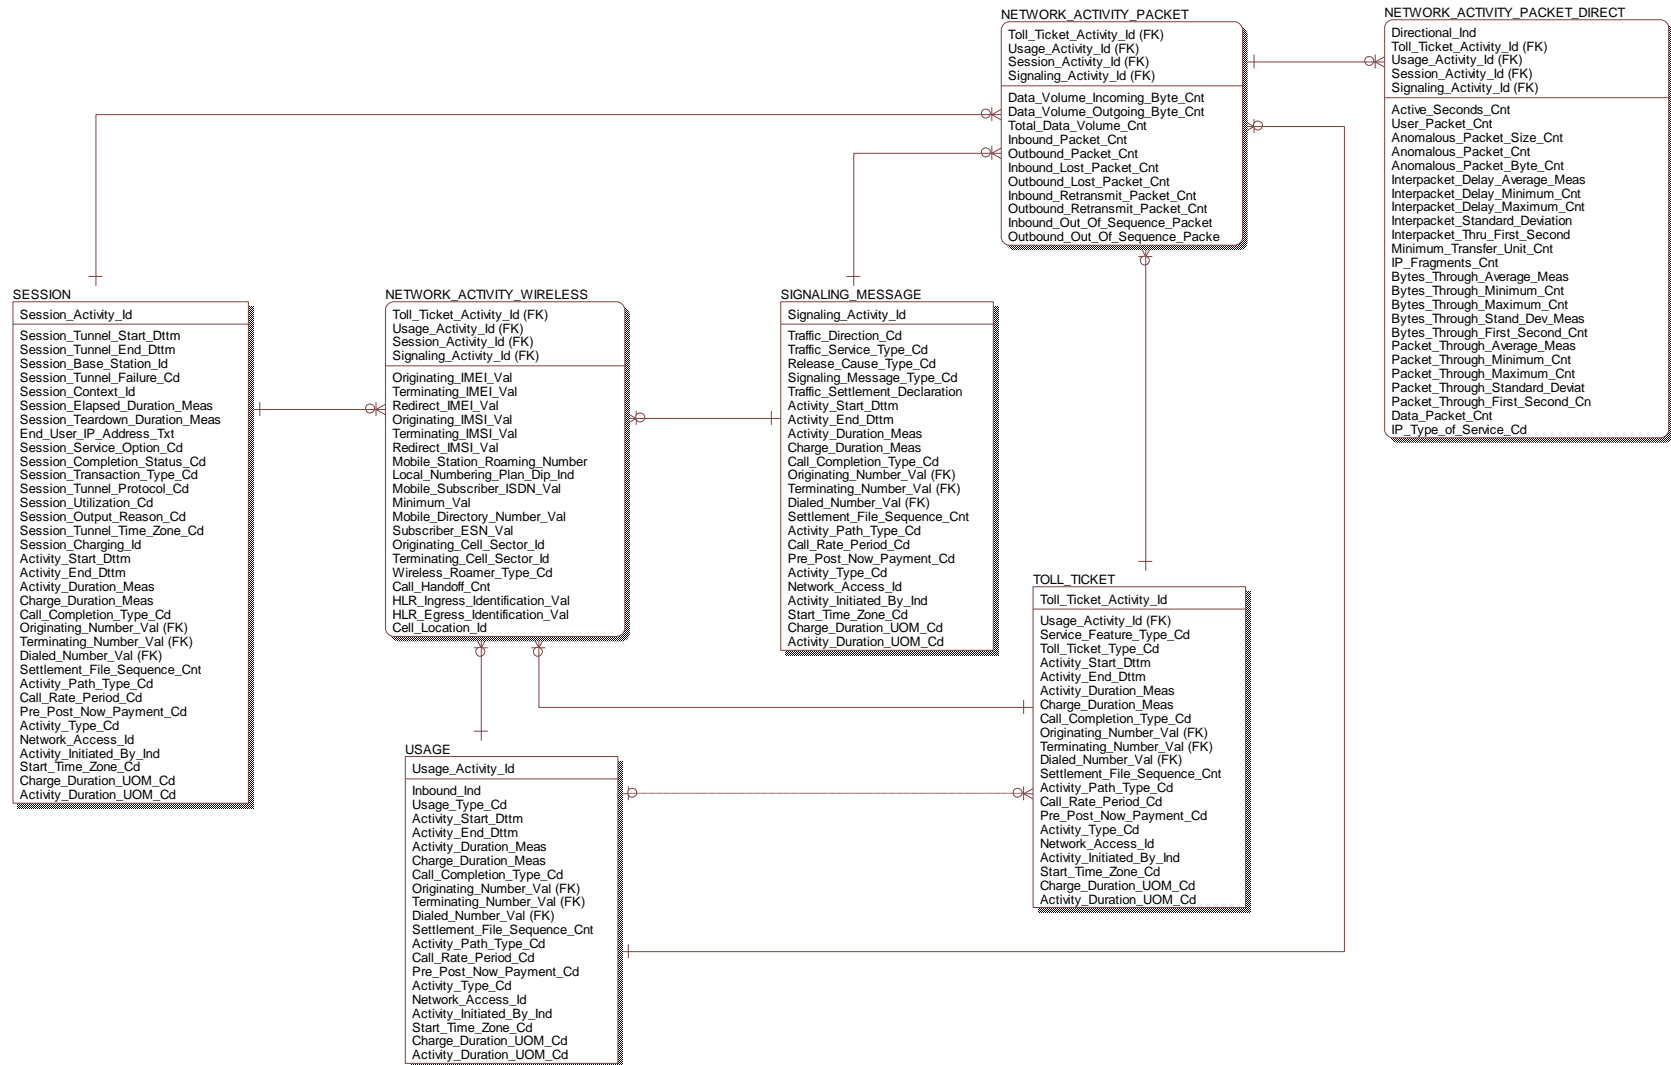 NETWORK_ACTIVITY_PACKET
Toll_Ticket_Activity_Id (FK)
Usage_Activity_Id (FK)
Session_Activity_Id (FK)
Signaling_Activity_Id (FK)
Data_Volume_Incoming_Byte_Cnt
Data_Volume_Outgoing_Byte_Cnt
Total_Data_Volume_Cnt
Inbound_Packet_Cnt
Outbound_Packet_Cnt
Inbound_Lost_Packet_Cnt
Outbound_Lost_Packet_Cnt
Inbound_Retransmit_Packet_Cnt
Outbound_Retransmit_Packet_Cnt
Inbound_Out_Of_Sequence_Packet
Outbound_Out_Of_Sequence_Packe
NETWORK_ACTIVITY_PACKET_DIRECT
Directional_Ind
Toll_Ticket_Activity_Id (FK)
Usage_Activity_Id (FK)
Session_Activity_Id (FK)
Signaling_Activity_Id (FK)
Active_Seconds_Cnt
User_Packet_Cnt
Anomalous_Packet_Size_Cnt
Anomalous_Packet_Cnt
Anomalous_Packet_Byte_Cnt
Interpacket_Delay_Average_Meas
Interpacket_Delay_Minimum_Cnt
Interpacket_Delay_Maximum_Cnt
Interpacket_Standard_Deviation
Interpacket_Thru_First_Second
Minimum_Transfer_Unit_Cnt
IP_Fragments_Cnt
Bytes_Through_Average_Meas
Bytes_Through_Minimum_Cnt
Bytes_Through_Maximum_Cnt
Bytes_Through_Stand_Dev_Meas
Bytes_Through_First_Second_Cnt
Packet_Through_Average_Meas
Packet_Through_Minimum_Cnt
Packet_Through_Maximum_Cnt
Packet_Through_Standard_Deviat
Packet_Through_First_Second_Cn
Data_Packet_Cnt
IP_Type_of_Service_Cd
SESSION
Session_Activity_Id
Session_Tunnel_Start_Dttm
Session_Tunnel_End_Dttm
Session_Base_Station_Id
Session_Tunnel_Failure_Cd
Session_Context_Id
Session_Elapsed_Duration_Meas
Session_Teardown_Duration_Meas
End_User_IP_Address_Txt
Session_Service_Option_Cd
Session_Completion_Status_Cd
Session_Transaction_Type_Cd
Session_Tunnel_Protocol_Cd
Session_Utilization_Cd
Session_Output_Reason_Cd
Session_Tunnel_Time_Zone_Cd
Session_Charging_Id
Activity_Start_Dttm
Activity_End_Dttm
Activity_Duration_Meas
Charge_Duration_Meas
Call_Completion_Type_Cd
Originating_Number_Val (FK)
Terminating_Number_Val (FK)
Dialed_Number_Val (FK)
Settlement_File_Sequence_Cnt
Activity_Path_Type_Cd
Call_Rate_Period_Cd
Pre_Post_Now_Payment_Cd
Activity_Type_Cd
Network_Access_Id
Activity_Initiated_By_Ind
Start_Time_Zone_Cd
Charge_Duration_UOM_Cd
Activity_Duration_UOM_Cd
NETWORK_ACTIVITY_WIRELESS
Toll_Ticket_Activity_Id (FK)
Usage_Activity_Id (FK)
Session_Activity_Id (FK)
Signaling_Activity_Id (FK)
Originating_IMEI_Val
Terminating_IMEI_Val
Redirect_IMEI_Val
Originating_IMSI_Val
Terminating_IMSI_Val
Redirect_IMSI_Val
Mobile_Station_Roaming_Number
Local_Numbering_Plan_Dip_Ind
Mobile_Subscriber_ISDN_Val
Minimum_Val
Mobile_Directory_Number_Val
Subscriber_ESN_Val
Originating_Cell_Sector_Id
Terminating_Cell_Sector_Id
Wireless_Roamer_Type_Cd
Call_Handoff_Cnt
HLR_Ingress_Identification_Val
HLR_Egress_Identification_Val
Cell_Location_Id
SIGNALING_MESSAGE
Signaling_Activity_Id
Traffic_Direction_Cd
Traffic_Service_Type_Cd
Release_Cause_Type_Cd
Signaling_Message_Type_Cd
Traffic_Settlement_Declaration
Activity_Start_Dttm
Activity_End_Dttm
Activity_Duration_Meas
Charge_Duration_Meas
Call_Completion_Type_Cd
Originating_Number_Val (FK)
Terminating_Number_Val (FK)
Dialed_Number_Val (FK)
Settlement_File_Sequence_Cnt
Activity_Path_Type_Cd
Call_Rate_Period_Cd
Pre_Post_Now_Payment_Cd
Activity_Type_Cd
Network_Access_Id
Activity_Initiated_By_Ind
Start_Time_Zone_Cd
Charge_Duration_UOM_Cd
Activity_Duration_UOM_Cd
TOLL_TICKET
Toll_Ticket_Activity_Id
Usage_Activity_Id (FK)
Service_Feature_Type_Cd
Toll_Ticket_Type_Cd
Activity_Start_Dttm
Activity_End_Dttm
Activity_Duration_Meas
Charge_Duration_Meas
Call_Completion_Type_Cd
Originating_Number_Val (FK)
Terminating_Number_Val (FK)
Dialed_Number_Val (FK)
Settlement_File_Sequence_Cnt
Activity_Path_Type_Cd
Call_Rate_Period_Cd
Pre_Post_Now_Payment_Cd
Activity_Type_Cd
Network_Access_Id
Activity_Initiated_By_Ind
Start_Time_Zone_Cd
Charge_Duration_UOM_Cd
Activity_Duration_UOM_Cd
USAGE
Usage_Activity_Id
Inbound_Ind
Usage_Type_Cd
Activity_Start_Dttm
Activity_End_Dttm
Activity_Duration_Meas
Charge_Duration_Meas
Call_Completion_Type_Cd
Originating_Number_Val (FK)
Terminating_Number_Val (FK)
Dialed_Number_Val (FK)
Settlement_File_Sequence_Cnt
Activity_Path_Type_Cd
Call_Rate_Period_Cd
Pre_Post_Now_Payment_Cd
Activity_Type_Cd
Network_Access_Id
Activity_Initiated_By_Ind
Start_Time_Zone_Cd
Charge_Duration_UOM_Cd
Activity_Duration_UOM_Cd